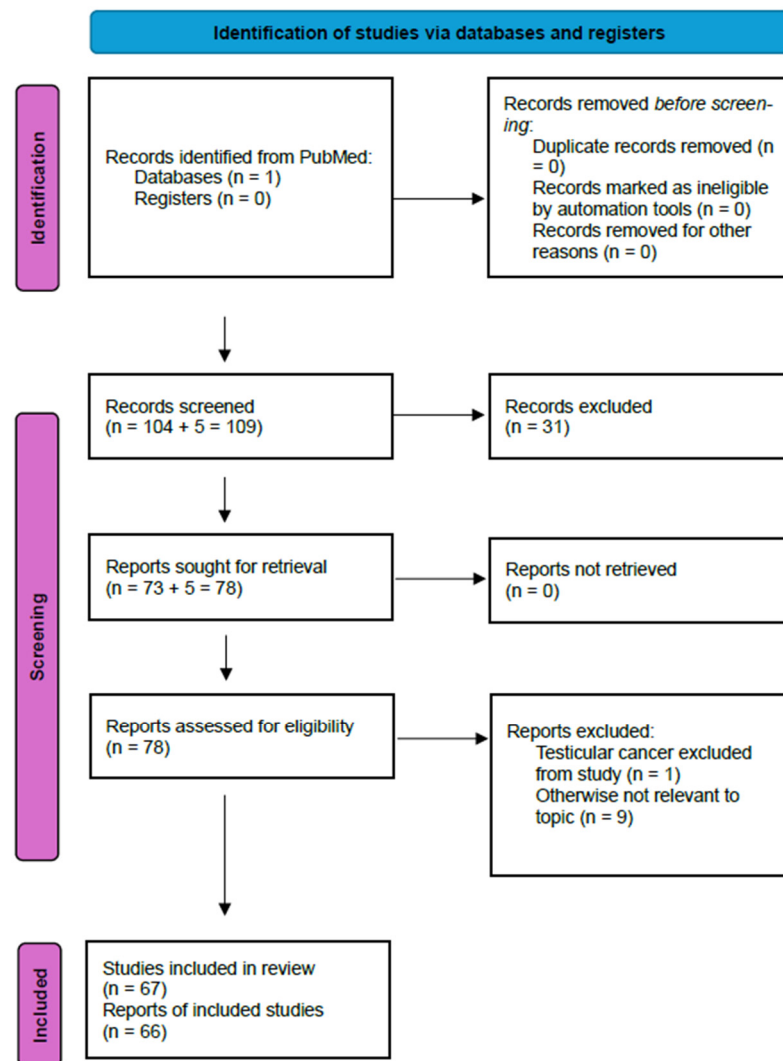 Identification of studies via databases and registers
Identification
Records identified from PubMed:
Databases (n = 1)
Registers (n = 0)
Records removed before screen-
ing:
Duplicate records removed (n
= 0)
Records marked as ineligible
by automation tools (n = 0)
Records removed for other
reasons (n = 0)
Screening
Records screened
(n = 104 + 5 = 109)
Records excluded
(n = 31)
Reports sought for retrieval
(n = 73 + 5 = 78)
Reports not retrieved
(n = 0)
Reports assessed for eligibility
(n = 78)
Reports excluded:
Testicular cancer excluded
from study (n = 1)
Otherwise not relevant to
topic (n = 9)
Included
Studies included in review
(n = 67)
Reports of included studies
(n = 66)